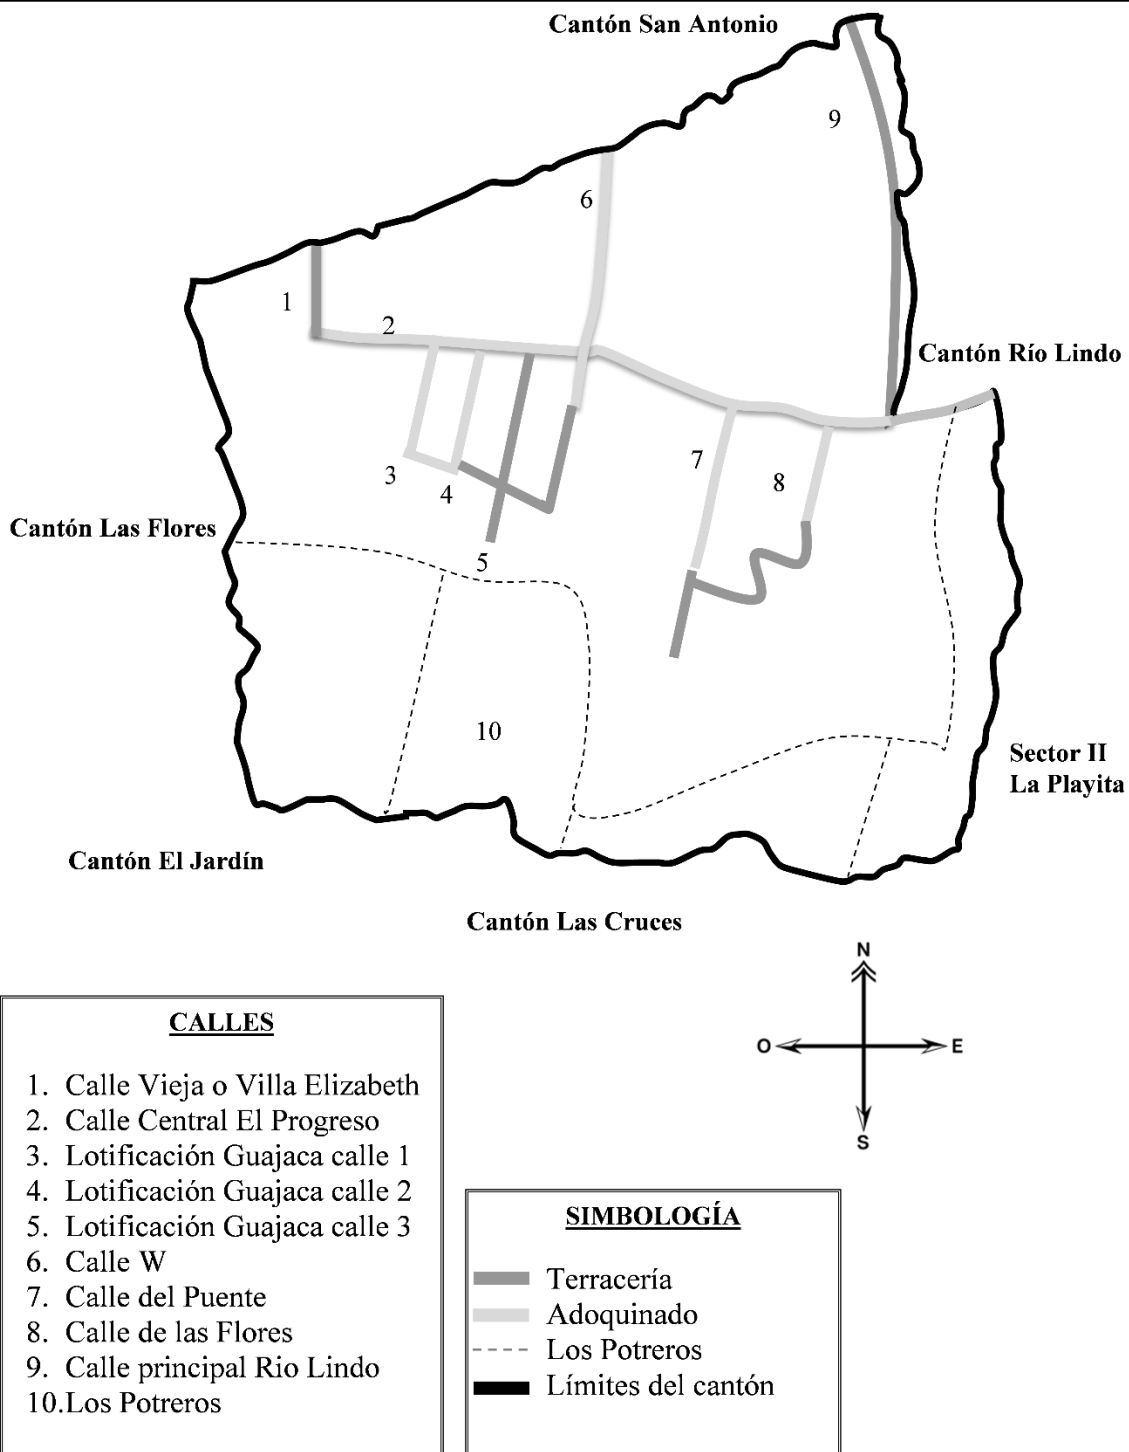 Cantón San Antonio
9
6
1
2
Cantón Río Lindo
3
4
7
8
Cantón Las Flores
5
10
Sector II
La Playita
Cantón El Jardín
Cantón Las Cruces
N
O
E
S
CALLES
1. Calle Vieja o Villa Elizabeth
2. Calle Central El Progreso
3. Lotificación Guajaca calle 1
4. Lotificación Guajaca calle 2
5. Lotificación Guajaca calle 3
6. Calle W
7. Calle del Puente
8. Calle de las Flores
9. Calle principal Rio Lindo
10.Los Potreros
SIMBOLOGÍA
Terracería
Adoquinado
Los Potreros
Límites del cantón